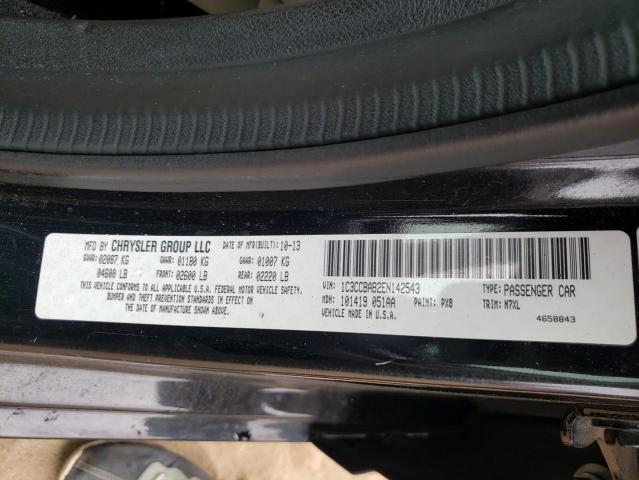 MFD BY CHRYSLER GROUP LLC DATE OF MFR(BUILT): 10-13
GVWR: 02087 KG GAWR: 01180 KG GAWR: 01007 KG
04600 LB FRONT: 02600 LB REAR: 02220 LB
THIS VEHICLE CONFORMS TO ALL APPLICABLE U.S.A. FEDERAL MOTOR VEHICLE SAFETY,
BUMPER AND THEFT PREVENTION STANDARDS IN EFFECT ON
THE DATE OF MANUFACTURE SHOWN ABOVE.
VIN: 1C3CCBAB2EN142543 TYPE: PASSENGER CAR
MDH: 101419 051AA PAINT: PX8 TRIM: M7XL
VEHICLE MADE IN U.S.A. 4658843